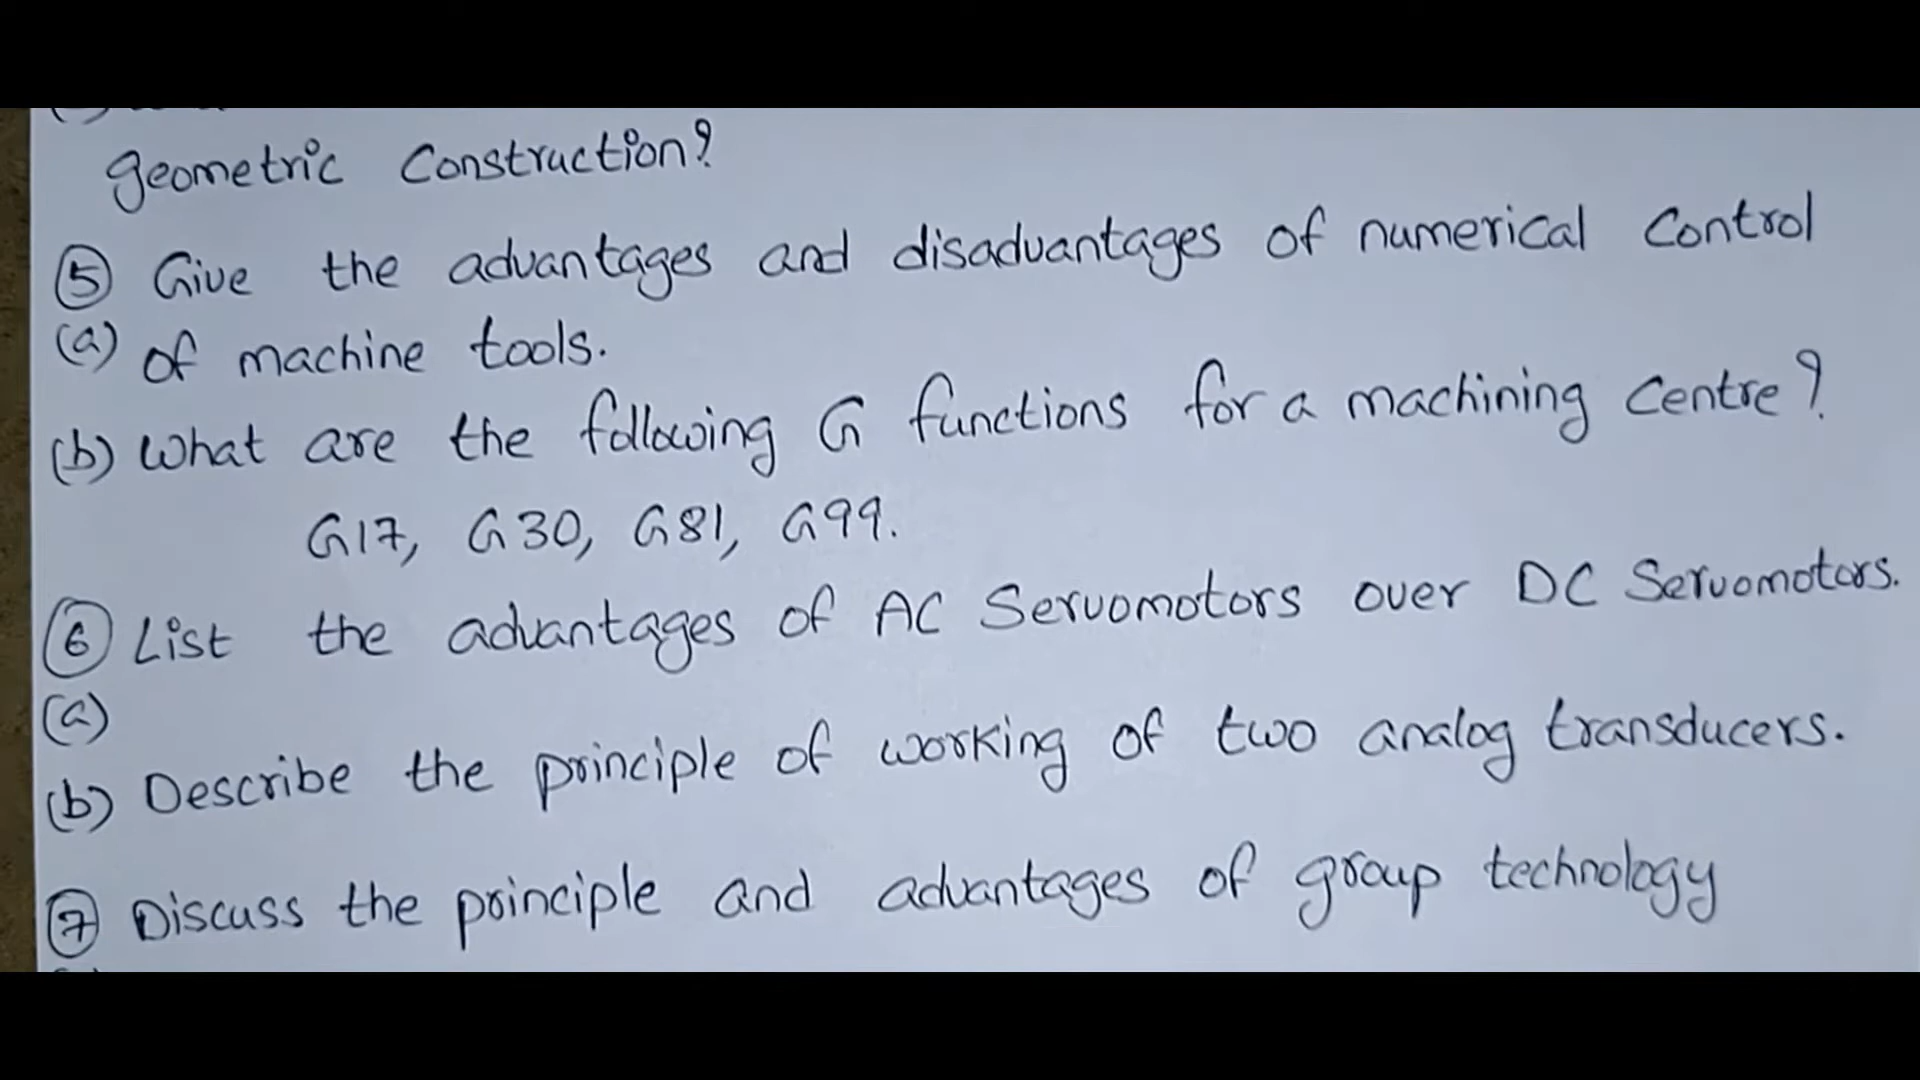 geometric Construction?
⑤ Give the advantages and disadvantages of numerical control
(a) of machine tools.
(b) What are the following G functions for a machining centre?
G17, G30, G81, G99.
⑥ List the advantages of AC Servomotors over DC Servomotors.
(a)
(b) Describe the principle of working of two analog transducers.
⑦ Discuss the principle and advantages of group technology